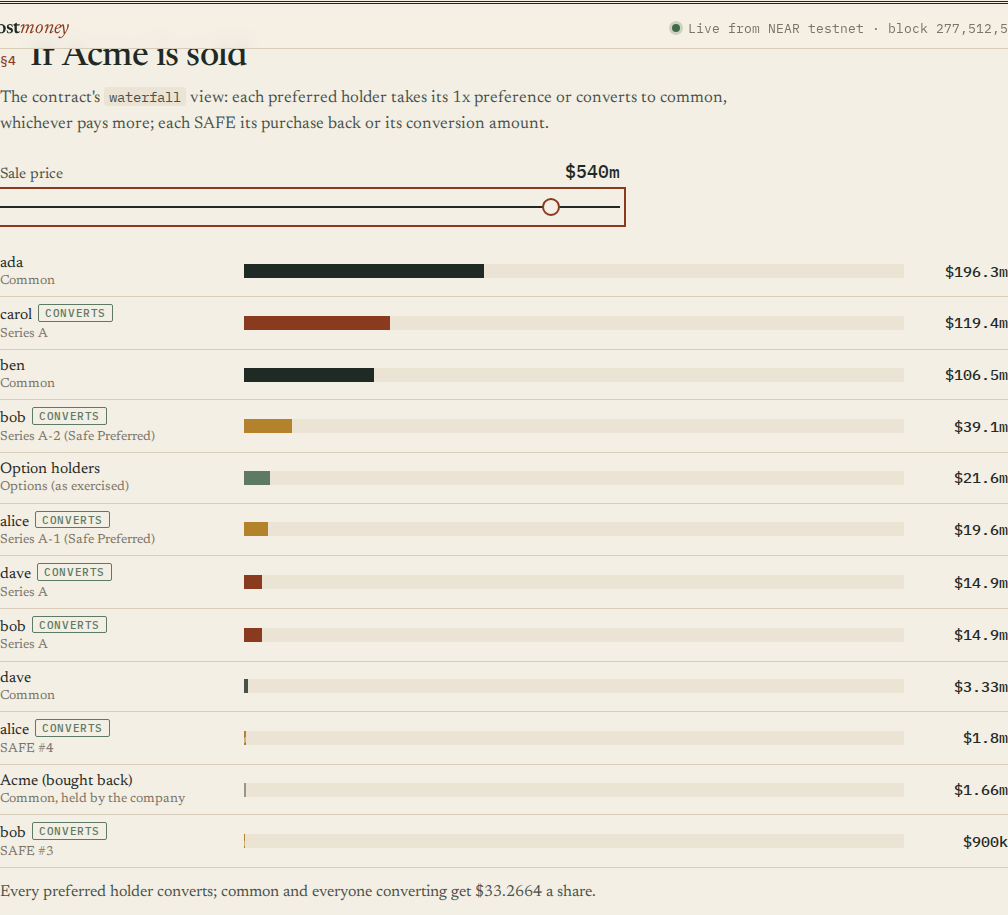 ostmoney
Live from NEAR testnet · block 277,512,5
§4 If Acme is sold
The contract's waterfall view: each preferred holder takes its 1x preference or converts to common,
whichever pays more; each SAFE its purchase back or its conversion amount.
Sale price $540m
ada
Common
$196.3m
carol CONVERTS
Series A
$119.4m
ben
Common
$106.5m
bob CONVERTS
Series A-2 (Safe Preferred)
$39.1m
Option holders
Options (as exercised)
$21.6m
alice CONVERTS
Series A-1 (Safe Preferred)
$19.6m
dave CONVERTS
Series A
$14.9m
bob CONVERTS
Series A
$14.9m
dave
Common
$3.33m
alice CONVERTS
SAFE #4
$1.8m
Acme (bought back)
Common, held by the company
$1.66m
bob CONVERTS
SAFE #3
$900k
Every preferred holder converts; common and everyone converting get $33.2664 a share.